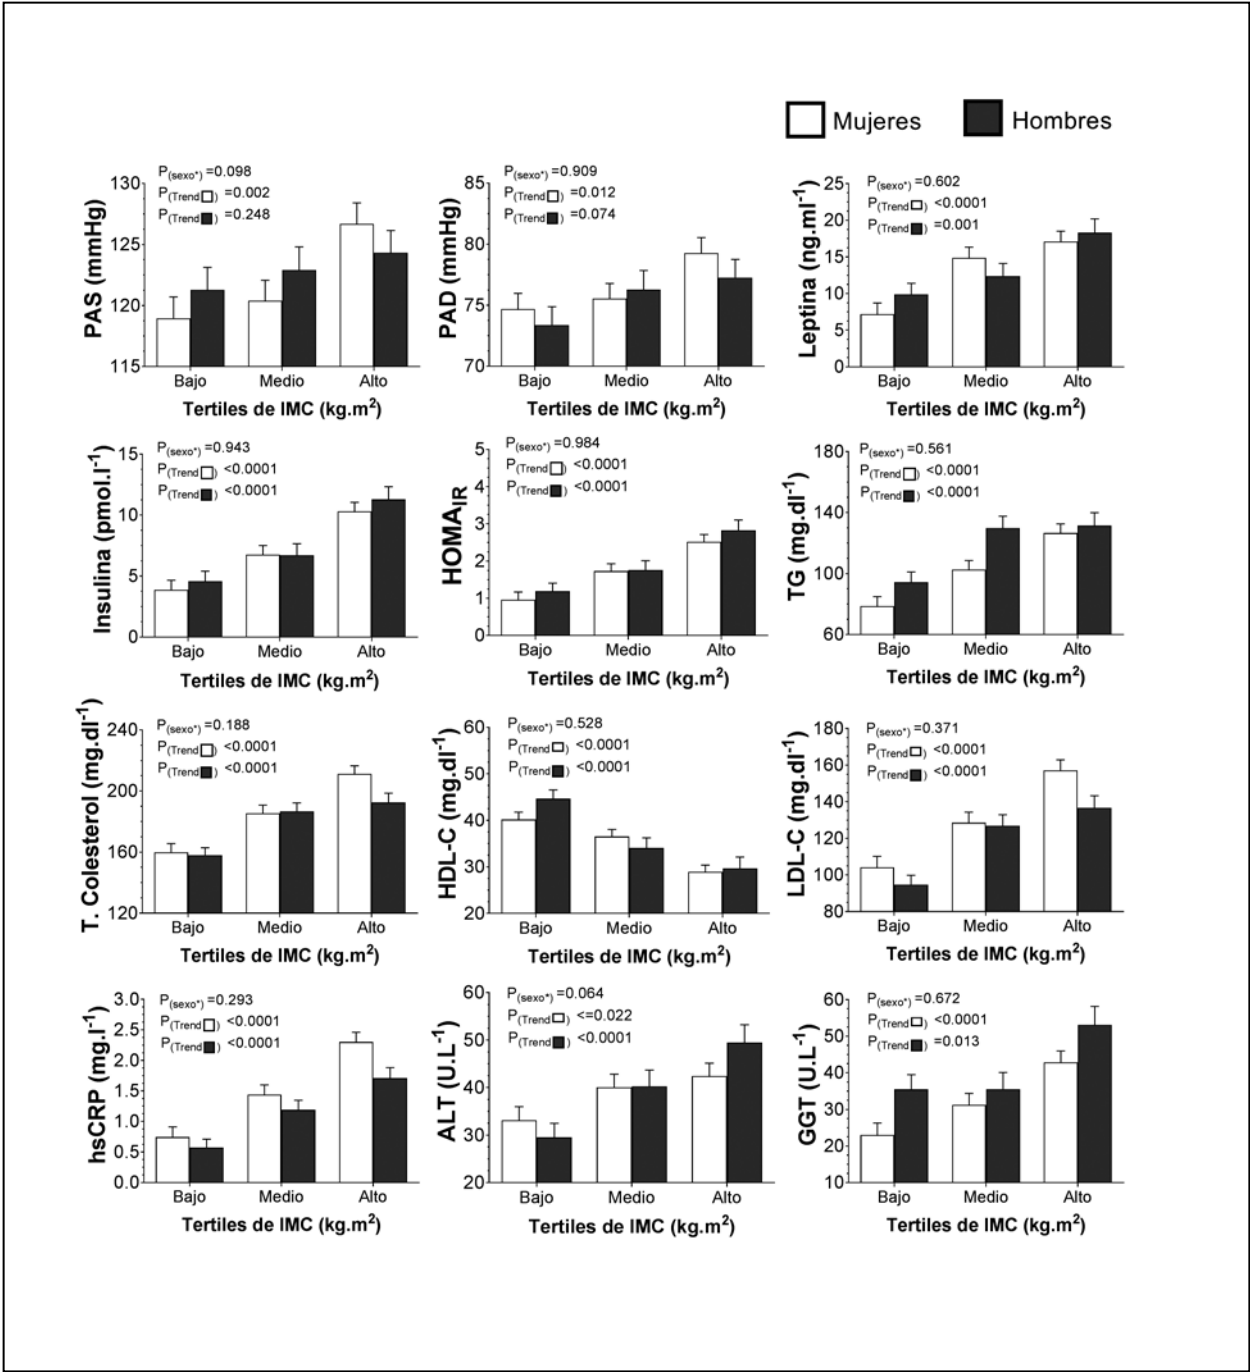 Mujeres Hombres
P(sexo*) =0.098
P(Trend□) =0.002
P(Trend■) =0.248
PAS (mmHg)
130
125
120
115
Bajo Medio Alto
Tertiles de IMC (kg.m²)
P(sexo*) =0.909
P(Trend□) =0.012
P(Trend■) =0.074
PAD (mmHg)
85
80
75
70
Bajo Medio Alto
Tertiles de IMC (kg.m²)
P(sexo*) =0.602
P(Trend□) <0.0001
P(Trend■) =0.001
Leptina (ng.ml⁻¹)
25
20
15
10
5
0
Bajo Medio Alto
Tertiles de IMC (kg.m²)
P(sexo*) =0.943
P(Trend□) <0.0001
P(Trend■) <0.0001
Insulina (pmol.l⁻¹)
15
10
5
0
Bajo Medio Alto
Tertiles de IMC (kg.m²)
P(sexo*) =0.984
P(Trend□) <0.0001
P(Trend■) <0.0001
HOMAIR
5
4
3
2
1
0
Bajo Medio Alto
Tertiles de IMC (kg.m²)
P(sexo*) =0.561
P(Trend□) <0.0001
P(Trend■) <0.0001
TG (mg.dl⁻¹)
180
140
100
60
Bajo Medio Alto
Tertiles de IMC (kg.m²)
P(sexo*) =0.188
P(Trend□) <0.0001
P(Trend■) <0.0001
T. Colesterol (mg.dl⁻¹)
240
200
160
120
Bajo Medio Alto
Tertiles de IMC (kg.m²)
P(sexo*) =0.528
P(Trend□) <0.0001
P(Trend■) <0.0001
HDL-C (mg.dl⁻¹)
60
50
40
30
20
Bajo Medio Alto
Tertiles de IMC (kg.m²)
P(sexo*) =0.371
P(Trend□) <0.0001
P(Trend■) <0.0001
LDL-C (mg.dl⁻¹)
180
160
140
120
100
80
Bajo Medio Alto
Tertiles de IMC (kg.m²)
P(sexo*) =0.293
P(Trend□) <0.0001
P(Trend■) <0.0001
hsCRP (mg.l⁻¹)
3.0
2.5
2.0
1.5
1.0
0.5
0.0
Bajo Medio Alto
Tertiles de IMC (kg.m²)
P(sexo*) =0.064
P(Trend□) <=0.022
P(Trend■) <0.0001
ALT (U.L⁻¹)
60
50
40
30
20
Bajo Medio Alto
Tertiles de IMC (kg.m²)
P(sexo*) =0.672
P(Trend□) <0.0001
P(Trend■) =0.013
GGT (U.L⁻¹)
60
50
40
30
20
10
Bajo Medio Alto
Tertiles de IMC (kg.m²)